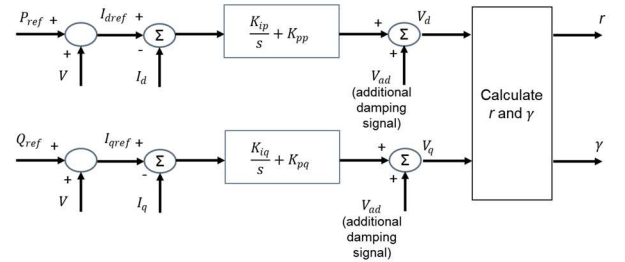 P_ref + I_dref + K_ip/s + K_pp + Σ V_d r
+ Σ - +
V I_d V_ad
(additional
damping
signal)
Calculate
r and γ
Q_ref + I_qref + K_iq/s + K_pq + Σ V_q γ
+ Σ - +
V I_q V_ad
(additional
damping
signal)